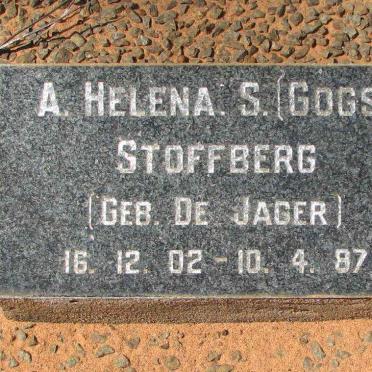 A. HELENA. S. (GOGS
STOFFBERG
(GEB. DE JAGER)
16. 12. 02 - 10. 4. 87